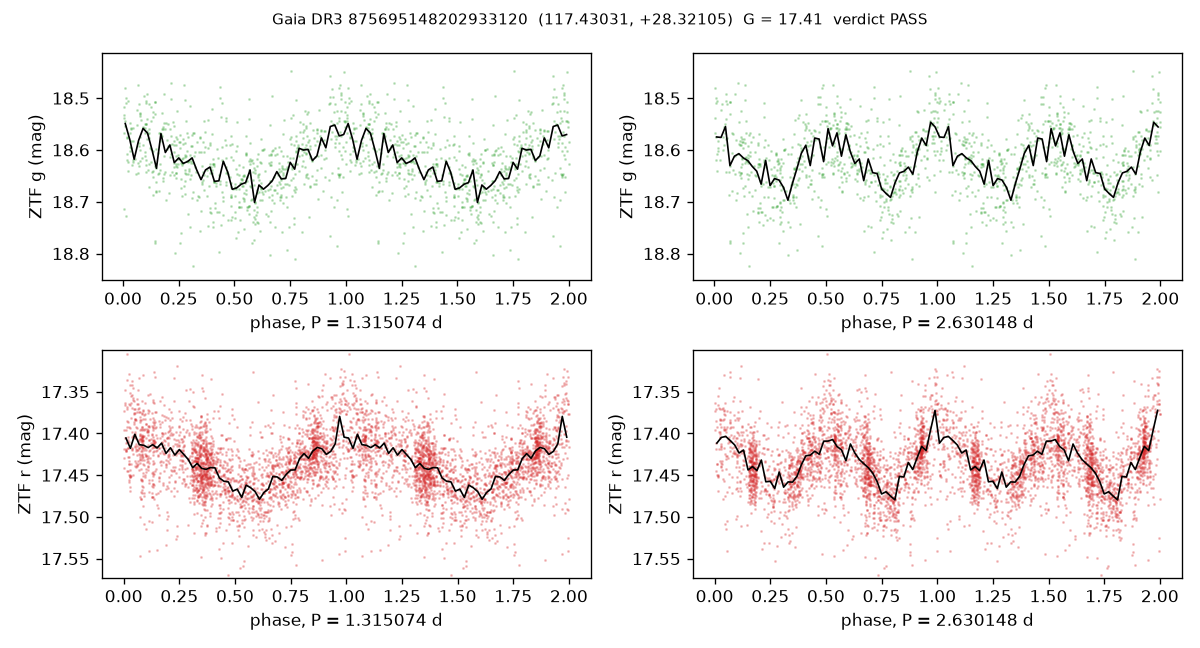 Gaia DR3 875695148202933120 (117.43031, +28.32105) G = 17.41 verdict PASS
ZTF g (mag)
18.5
18.6
18.7
18.8
0.00 0.25 0.50 0.75 1.00 1.25 1.50 1.75 2.00
phase, P = 1.315074 d
ZTF g (mag)
18.5
18.6
18.7
18.8
0.00 0.25 0.50 0.75 1.00 1.25 1.50 1.75 2.00
phase, P = 2.630148 d
ZTF r (mag)
17.35
17.40
17.45
17.50
17.55
0.00 0.25 0.50 0.75 1.00 1.25 1.50 1.75 2.00
phase, P = 1.315074 d
ZTF r (mag)
17.35
17.40
17.45
17.50
17.55
0.00 0.25 0.50 0.75 1.00 1.25 1.50 1.75 2.00
phase, P = 2.630148 d